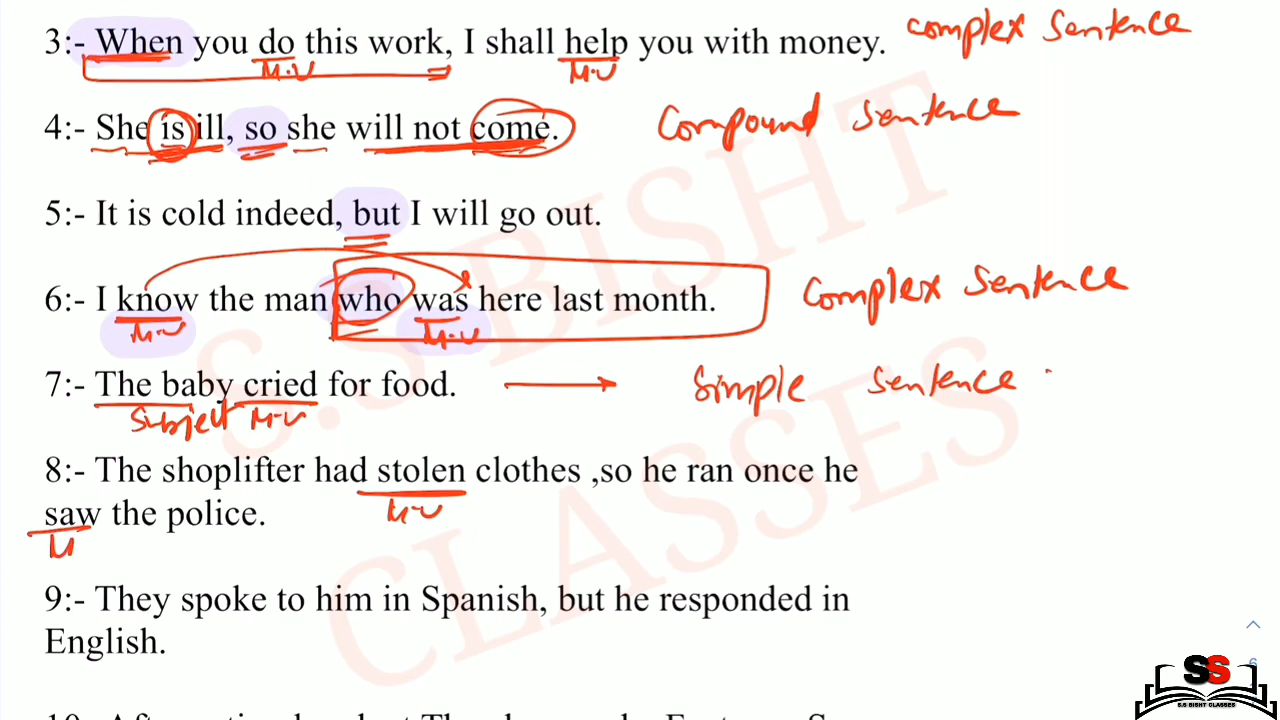 3:- When you do this work, I shall help you with money. complex Sentence
M.V M.V
4:- She is ill, so she will not come. Compound Sentence
5:- It is cold indeed, but I will go out.
6:- I know the man who was here last month. Complex Sentence
M.V M.V
7:- The baby cried for food. Simple Sentence
Subject M.V
8:- The shoplifter had stolen clothes ,so he ran once he
saw the police. M.V
M
9:- They spoke to him in Spanish, but he responded in
English.
S.S BISHT
CLASSES
6
SS
S.S BISHT CLASSES